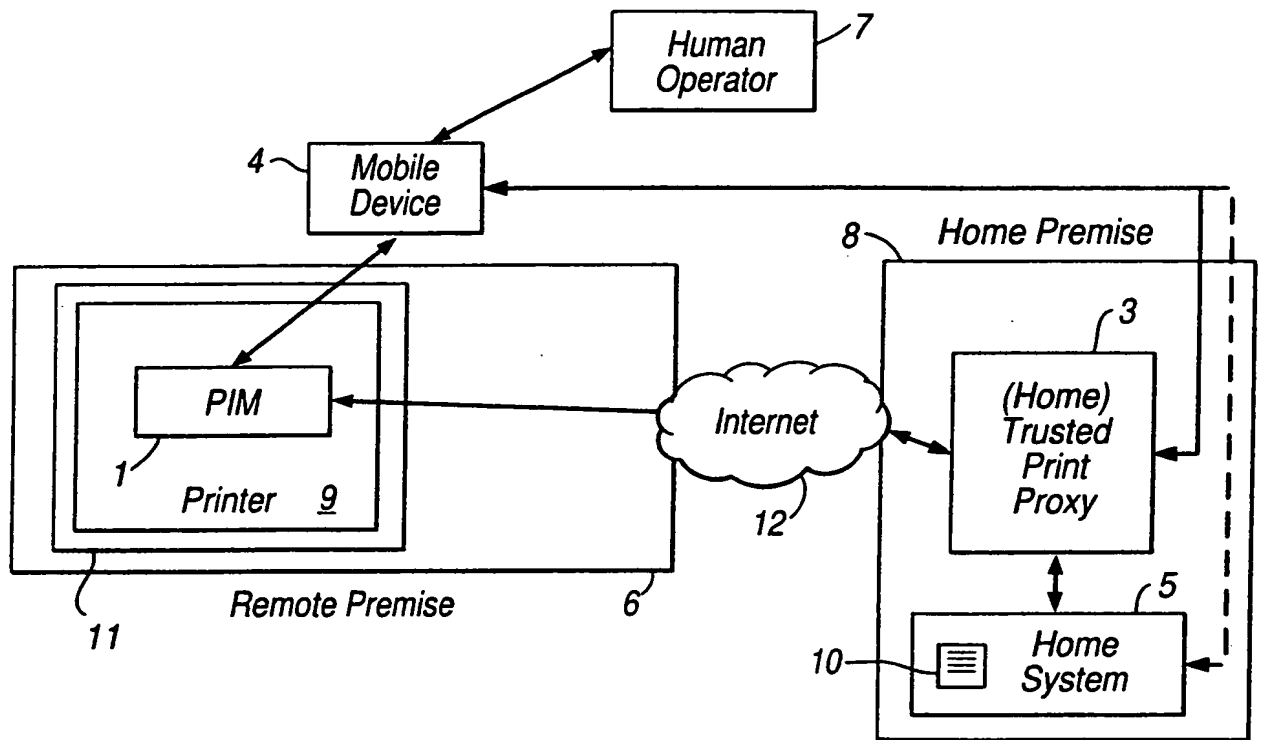 Human
Operator
7
4
Mobile
Device
8
Home Premise
3
(Home)
Trusted
Print
Proxy
PIM
1
Internet
12
Printer 9
11
Remote Premise
6
5
10
Home
System